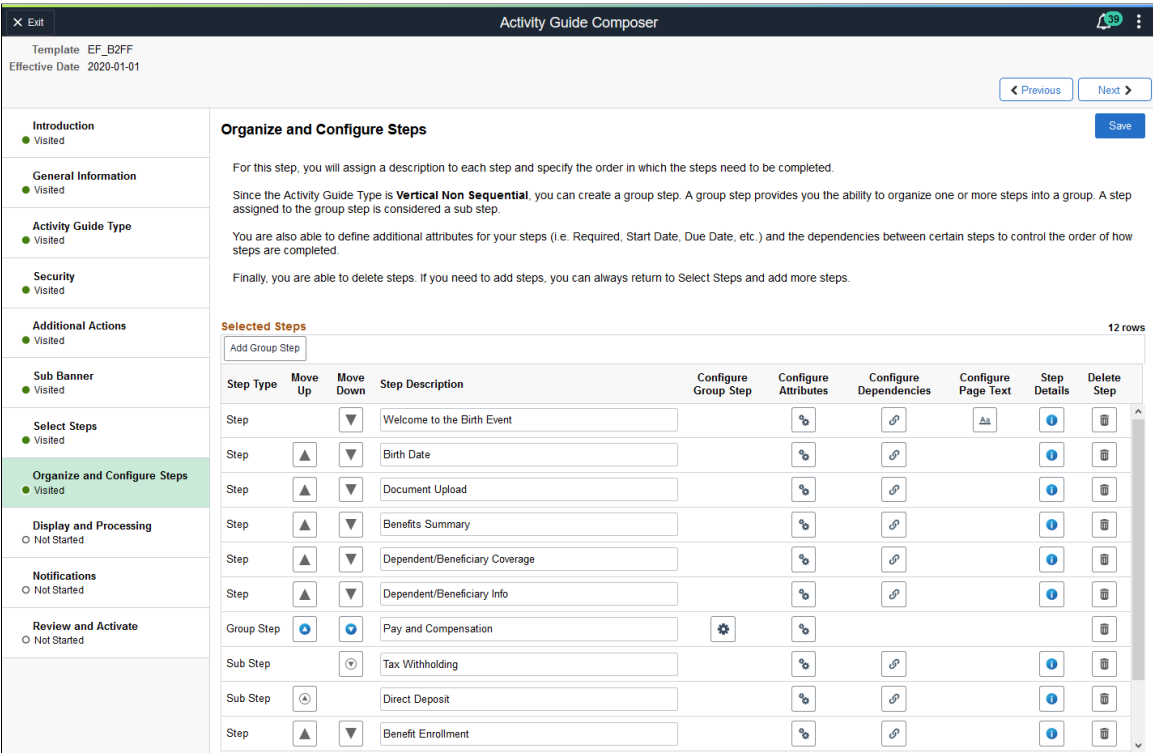 Exit
Activity Guide Composer
39
Template EF_B2FF
Effective Date 2020-01-01
Previous
Next
Introduction
Visited
General Information
Visited
Activity Guide Type
Visited
Security
Visited
Additional Actions
Visited
Sub Banner
Visited
Select Steps
Visited
Organize and Configure Steps
Visited
Display and Processing
Not Started
Notifications
Not Started
Review and Activate
Not Started
Organize and Configure Steps
Save
For this step, you will assign a description to each step and specify the order in which the steps need to be completed.
Since the Activity Guide Type is Vertical Non Sequential, you can create a group step. A group step provides you the ability to organize one or more steps into a group. A step
assigned to the group step is considered a sub step.
You are also able to define additional attributes for your steps (i.e. Required, Start Date, Due Date, etc.) and the dependencies between certain steps to control the order of how
steps are completed.
Finally, you are able to delete steps. If you need to add steps, you can always return to Select Steps and add more steps.
Selected Steps
12 rows
Add Group Step
Step Type Move Up Move Down Step Description Configure Group Step Configure Attributes Configure Dependencies Configure Page Text Step Details Delete Step
Step Welcome to the Birth Event Aa
Step Birth Date
Step Document Upload
Step Benefits Summary
Step Dependent/Beneficiary Coverage
Step Dependent/Beneficiary Info
Group Step Pay and Compensation
Sub Step Tax Withholding
Sub Step Direct Deposit
Step Benefit Enrollment